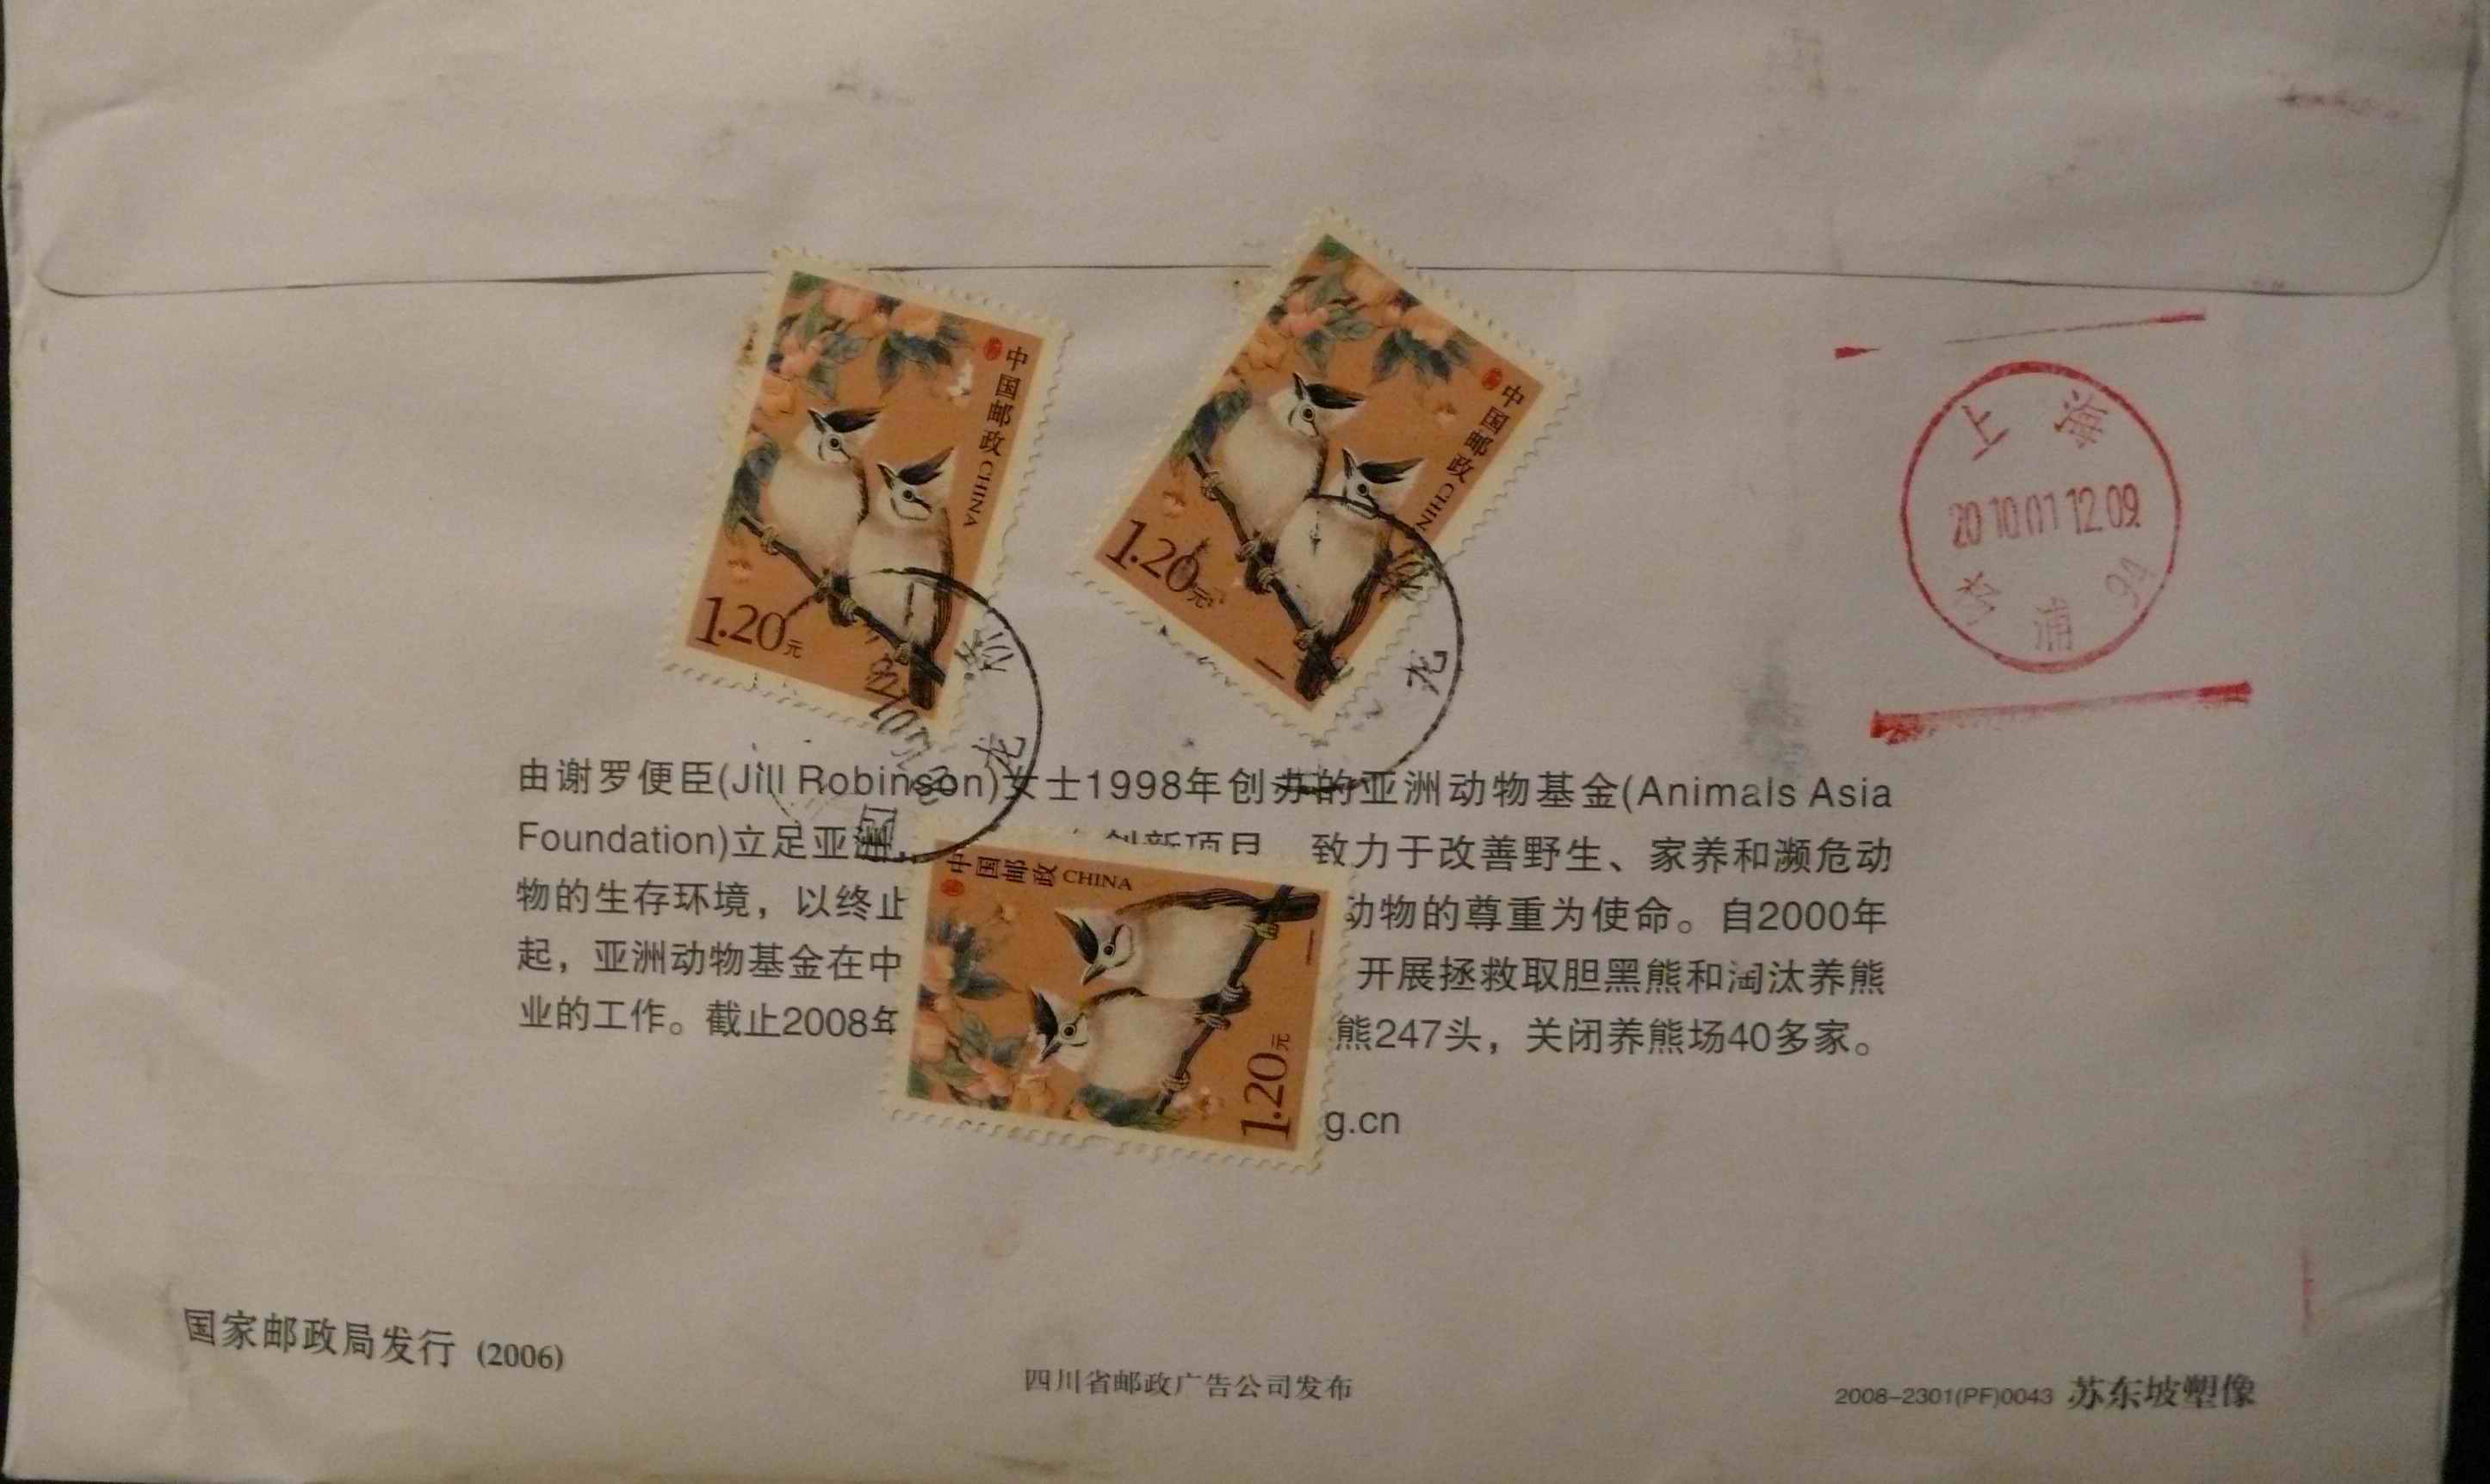 中国邮政 CHINA
1.20元
中国邮政 CHIN
1.20元
上海
2010.01.12.09
杨浦 94
由谢罗便臣(Jill Robinson)女士1998年创办的亚洲动物基金(Animals Asia
Foundation)立足亚洲, 创新项目 致力于改善野生、家养和濒危动
物的生存环境，以终止 动物的尊重为使命。自2000年
起，亚洲动物基金在中 开展拯救取胆黑熊和淘汰养熊
业的工作。截止2008年 熊247头，关闭养熊场40多家。
中国邮政 CHINA
1.20元
g.cn
国家邮政局发行 (2006)
四川省邮政广告公司发布
2008-2301(PF)0043 苏东坡塑像